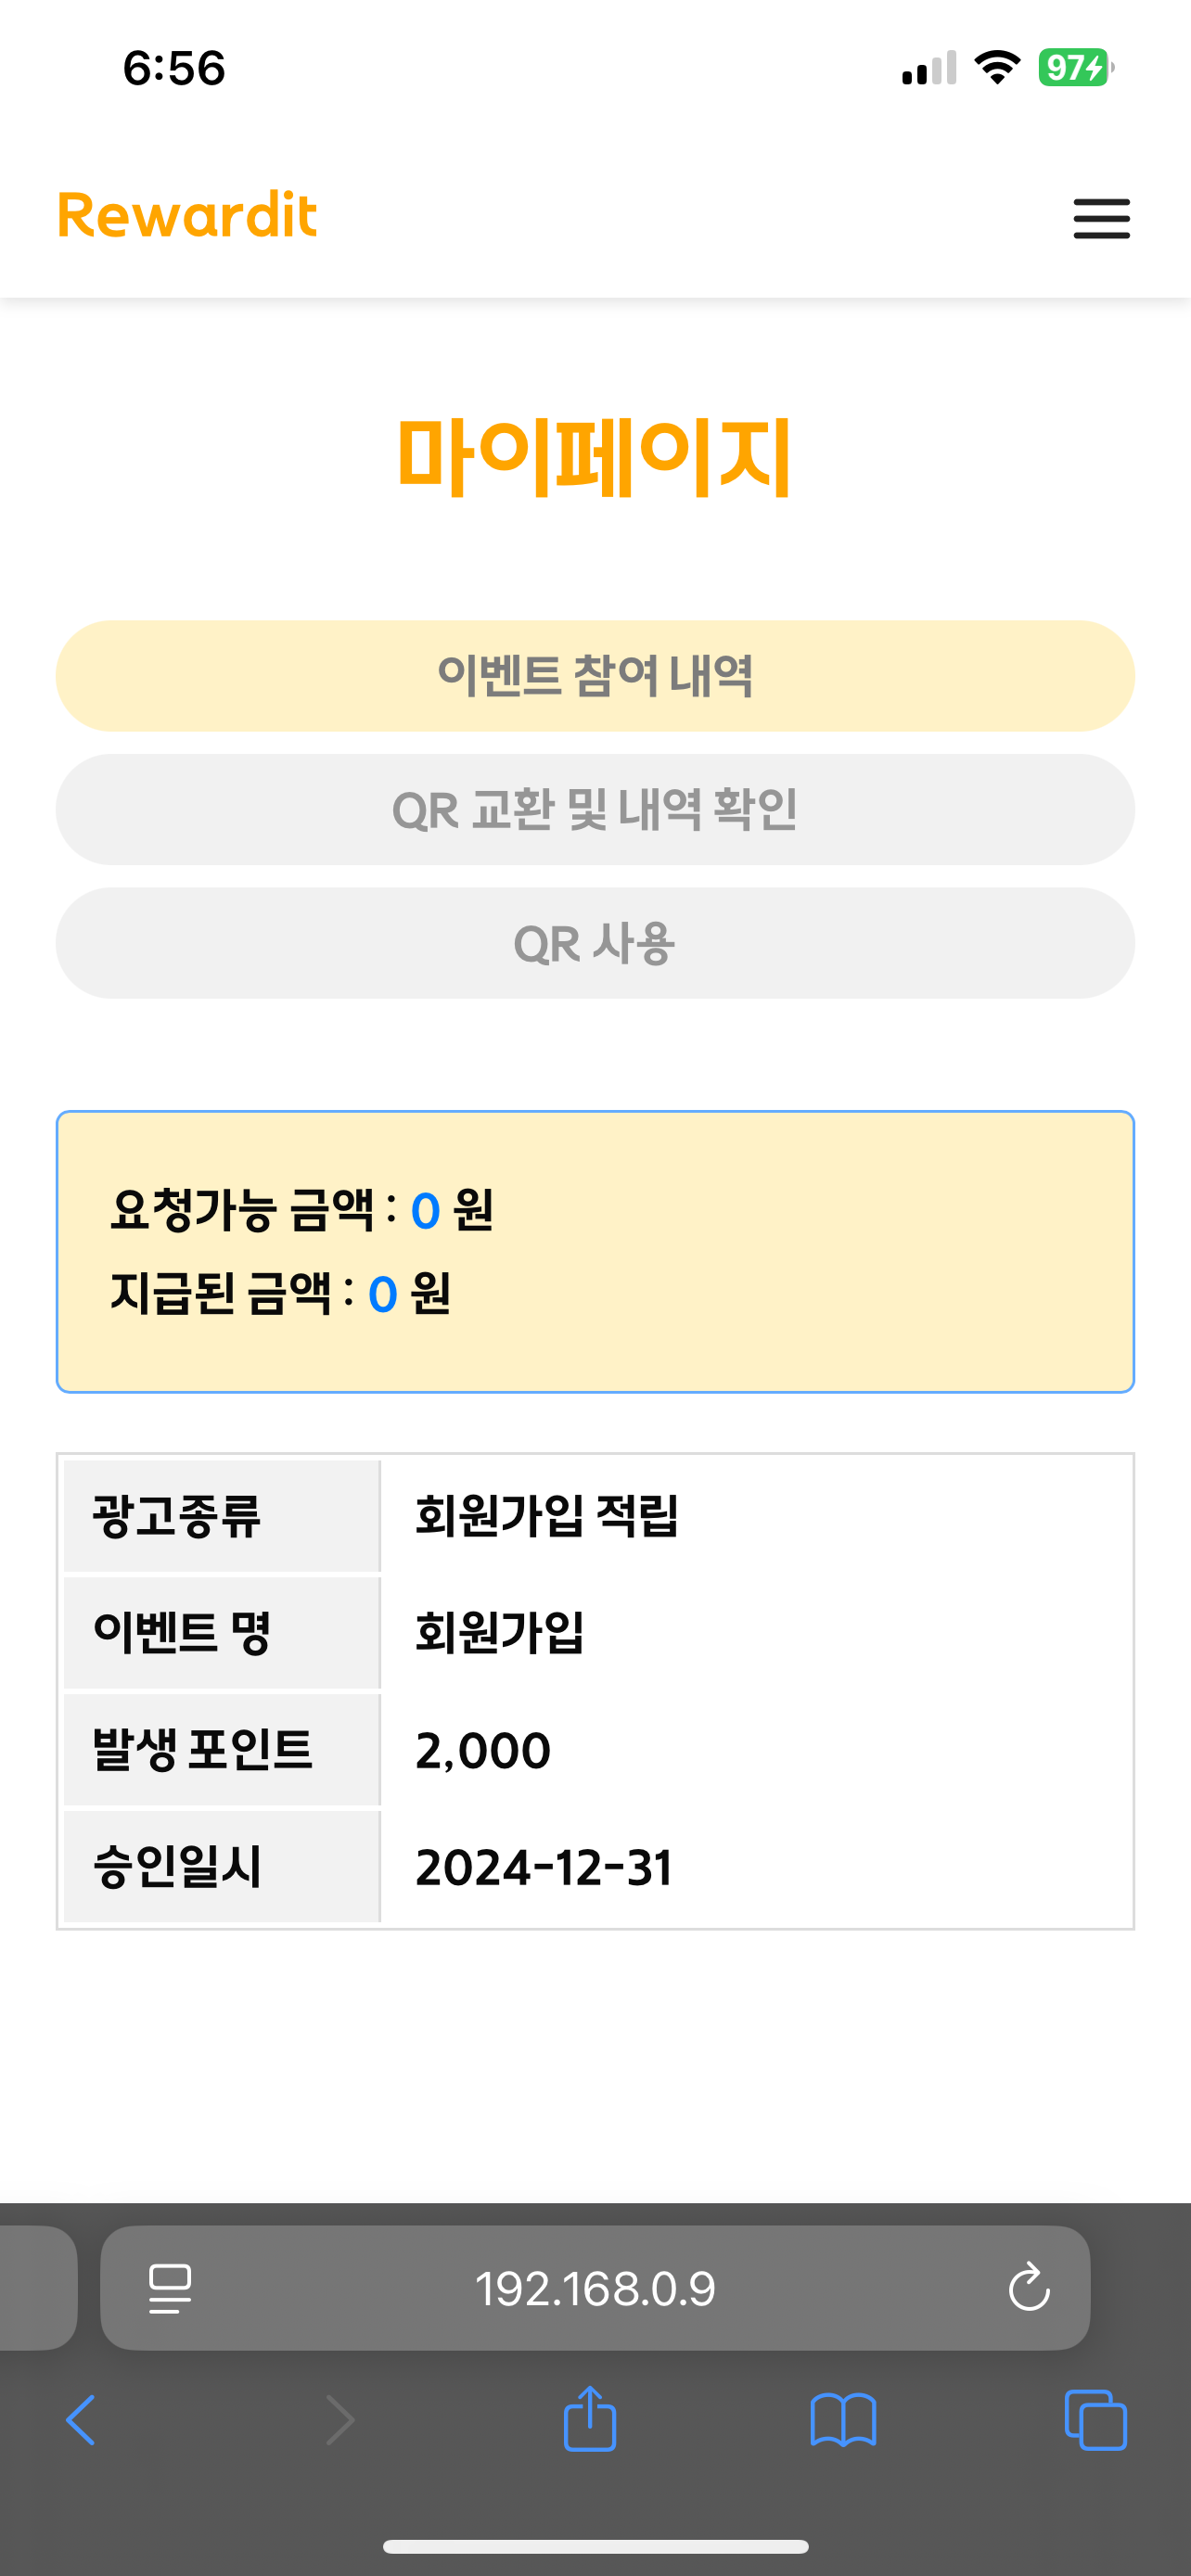 6:56
97
Rewardit
마이페이지
이벤트 참여 내역
QR 교환 및 내역 확인
QR 사용
요청가능 금액 : 0 원
지급된 금액 : 0 원
광고종류 회원가입 적립
이벤트 명 회원가입
발생 포인트 2,000
승인일시 2024-12-31
192.168.0.9